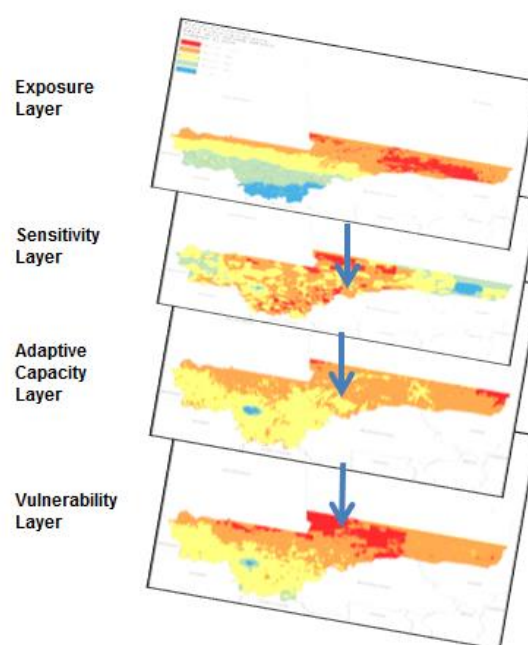 Exposure
Layer
Sensitivity
Layer
Adaptive
Capacity
Layer
Vulnerability
Layer